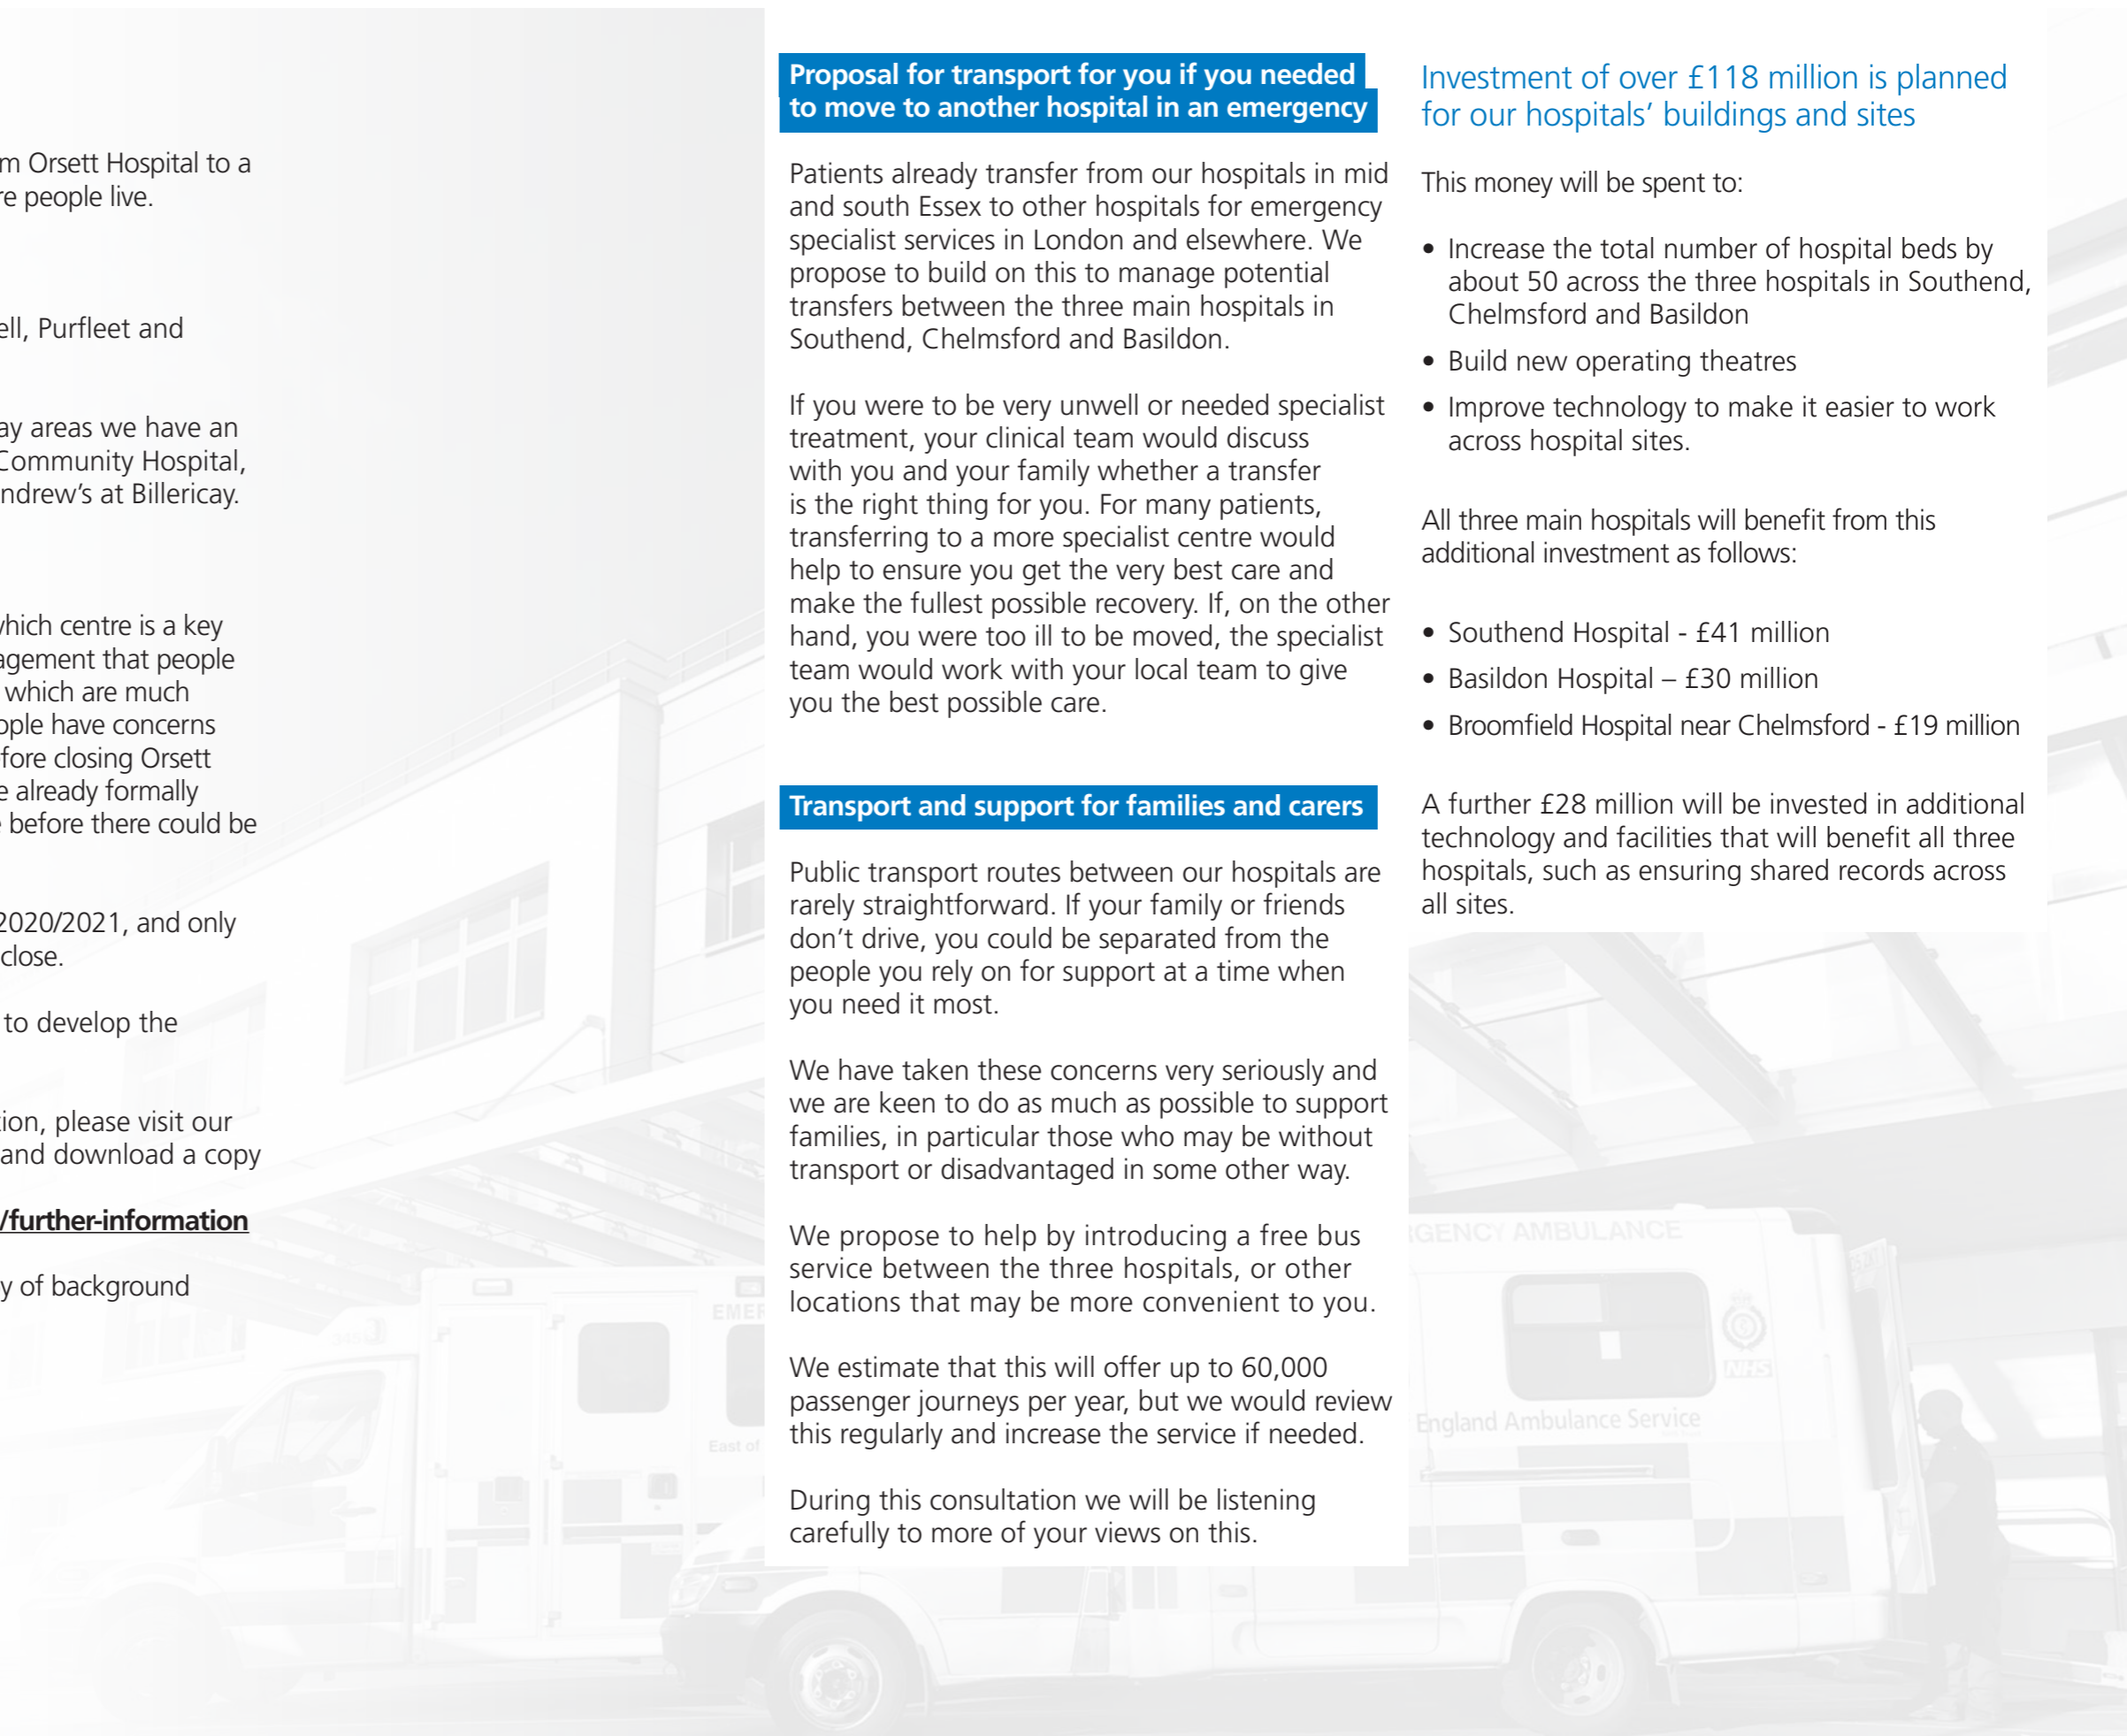 m Orsett Hospital to a
re people live.
ell, Purfleet and
ay areas we have an
Community Hospital,
ndrew's at Billericay.
which centre is a key
agement that people
which are much
ople have concerns
fore closing Orsett
e already formally
e before there could be
2020/2021, and only
close.
to develop the
tion, please visit our
and download a copy
/further-information
y of background
Proposal for transport for you if you needed
to move to another hospital in an emergency
Patients already transfer from our hospitals in mid
and south Essex to other hospitals for emergency
specialist services in London and elsewhere. We
propose to build on this to manage potential
transfers between the three main hospitals in
Southend, Chelmsford and Basildon.
If you were to be very unwell or needed specialist
treatment, your clinical team would discuss
with you and your family whether a transfer
is the right thing for you. For many patients,
transferring to a more specialist centre would
help to ensure you get the very best care and
make the fullest possible recovery. If, on the other
hand, you were too ill to be moved, the specialist
team would work with your local team to give
you the best possible care.
Transport and support for families and carers
Public transport routes between our hospitals are
rarely straightforward. If your family or friends
don't drive, you could be separated from the
people you rely on for support at a time when
you need it most.
We have taken these concerns very seriously and
we are keen to do as much as possible to support
families, in particular those who may be without
transport or disadvantaged in some other way.
We propose to help by introducing a free bus
service between the three hospitals, or other
locations that may be more convenient to you.
We estimate that this will offer up to 60,000
passenger journeys per year, but we would review
this regularly and increase the service if needed.
During this consultation we will be listening
carefully to more of your views on this.
Investment of over £118 million is planned
for our hospitals' buildings and sites
This money will be spent to:
• Increase the total number of hospital beds by
about 50 across the three hospitals in Southend,
Chelmsford and Basildon
• Build new operating theatres
• Improve technology to make it easier to work
across hospital sites.
All three main hospitals will benefit from this
additional investment as follows:
• Southend Hospital - £41 million
• Basildon Hospital – £30 million
• Broomfield Hospital near Chelmsford - £19 million
A further £28 million will be invested in additional
technology and facilities that will benefit all three
hospitals, such as ensuring shared records across
all sites.
EMER
East of
RGENCY AMBULANCE
NHS
England Ambulance Service